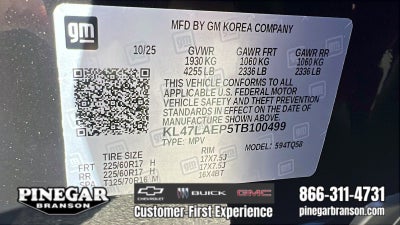 gm
MFD BY GM KOREA COMPANY
10/25 GVWR GAWR FRT GAWR RR
1930 KG 1060 KG 1060 KG
4255 LB 2336 LB 2336 LB
THIS VEHICLE CONFORMS TO ALL
APPLICABLE U.S. FEDERAL MOTOR
VEHICLE SAFETY AND THEFT PREVENTION
STANDARDS IN EFFECT ON THE DATE OF
MANUFACTURE SHOWN ABOVE.
KL47LAEP5TB100499
TYPE: MPV MODEL: 594TQ58
TIRE SIZE RIM
FRT 225/60R17 H 17X7.5J
RR 225/60R17 H 17X7.5J
SPA T125/70R16 M 16X4BT
PINEGAR
BRANSON
CHEVROLET BUICK GMC
Customer-First Experience
866-311-4731
pinegarbranson.com